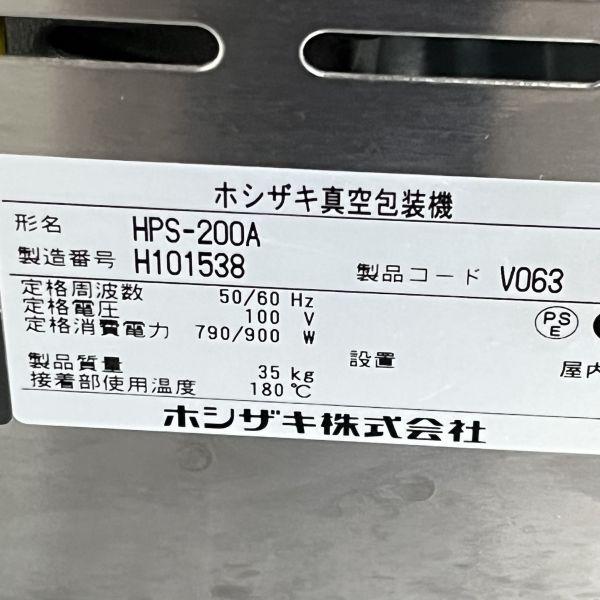 ホシザキ真空包装機
形名 HPS-200A
製造番号 H101538 製品コード V063
定格周波数 50/60 Hz
定格電圧 100 V
定格消費電力 790/900 W
PSE
設置 屋内
製品質量 35 kg
接着部使用温度 180℃
ホシザキ株式会社